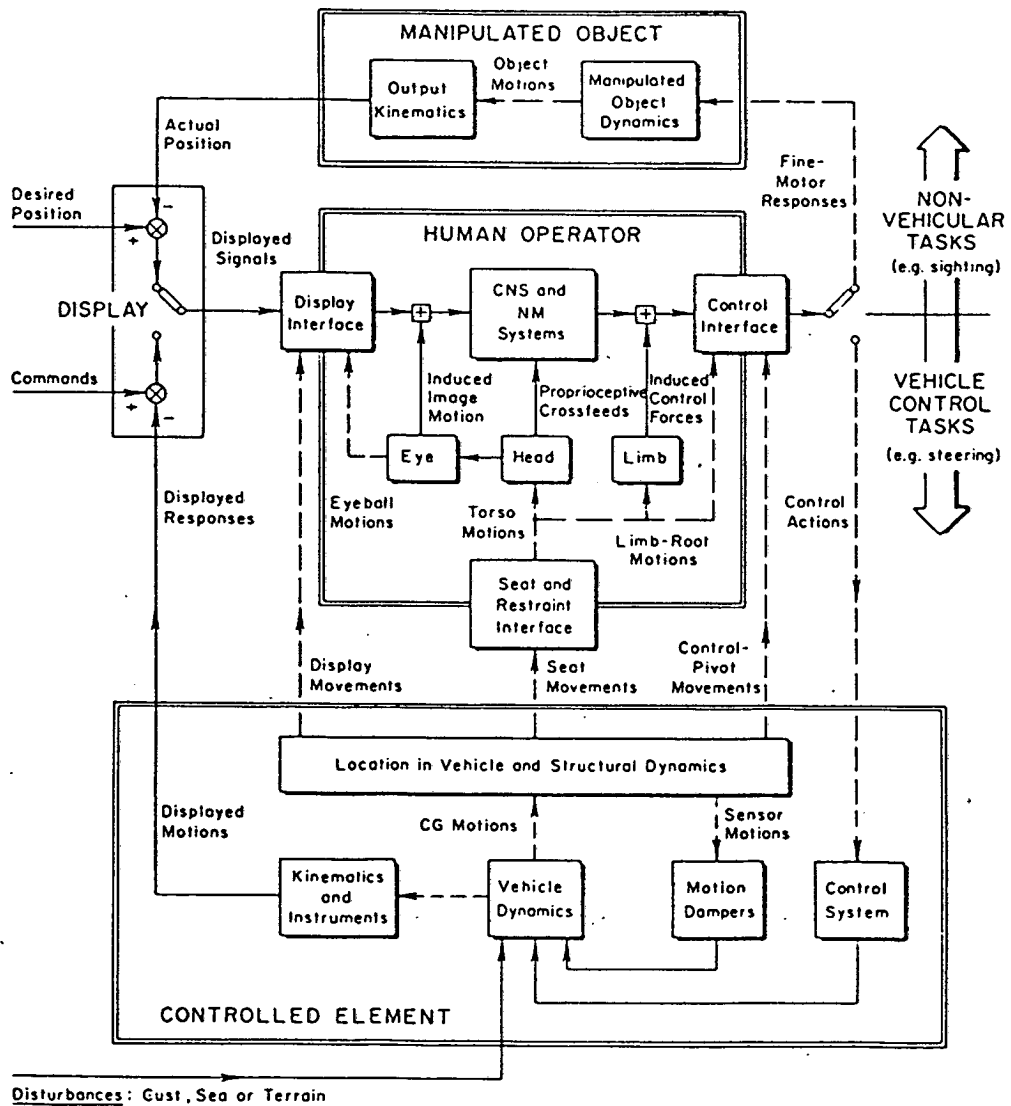 MANIPULATED OBJECT
Object
Motions
Output
Kinematics
Manipulated
Object
Dynamics
Actual
Position
Fine-
Motor
Responses
Desired
Position
-
+
Displayed
Signals
DISPLAY
Commands
+
-
NON-
VEHICULAR
TASKS
(e.g. sighting)
VEHICLE
CONTROL
TASKS
(e.g. steering)
HUMAN OPERATOR
Display
Interface
+
CNS and
NM
Systems
+
Control
Interface
Induced
Image
Motion
Proprioceptive
Crossfeeds
Induced
Control
Forces
Eye
Head
Limb
Displayed
Responses
Eyeball
Motions
Torso
Motions
Limb-Root
Motions
Control
Actions
Seat and
Restraint
Interface
Display
Movements
Seat
Movements
Control-
Pivot
Movements
Location in Vehicle and Structural Dynamics
Displayed
Motions
CG Motions
Sensor
Motions
Kinematics
and
Instruments
Vehicle
Dynamics
Motion
Dampers
Control
System
CONTROLLED ELEMENT
Disturbances: Gust, Sea or Terrain